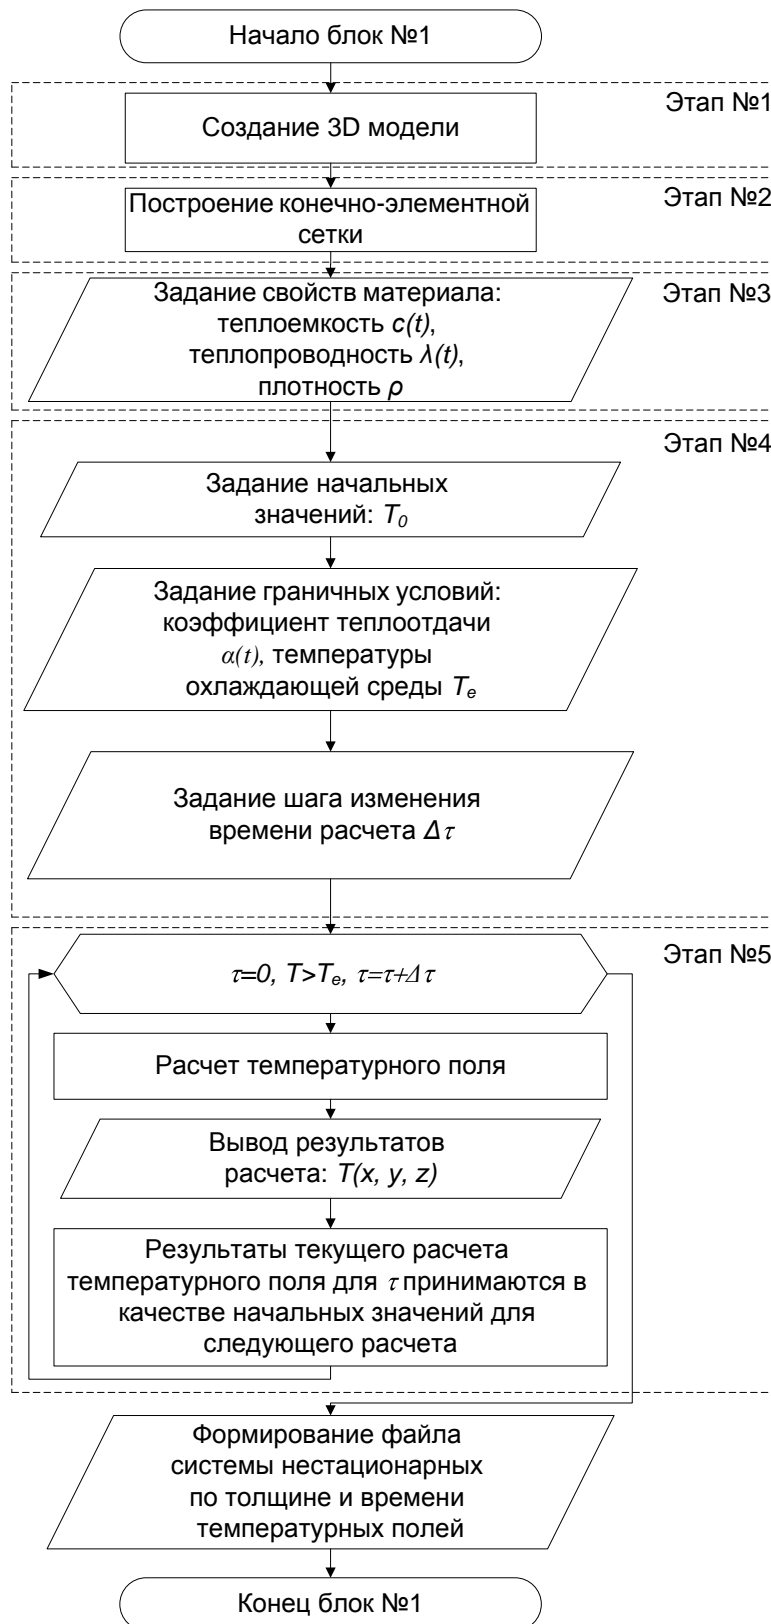 Начало блок №1
Этап №1
Создание 3D модели
Этап №2
Построение конечно-элементной
сетки
Этап №3
Задание свойств материала:
теплоемкость c(t),
теплопроводность λ(t),
плотность ρ
Этап №4
Задание начальных
значений: T₀
Задание граничных условий:
коэффициент теплоотдачи
α(t), температуры
охлаждающей среды Tₑ
Задание шага изменения
времени расчета Δτ
Этап №5
τ=0, T>Tₑ, τ=τ+Δτ
Расчет температурного поля
Вывод результатов
расчета: T(x, y, z)
Результаты текущего расчета
температурного поля для τ принимаются в
качестве начальных значений для
следующего расчета
Формирование файла
системы нестационарных
по толщине и времени
температурных полей
Конец блок №1